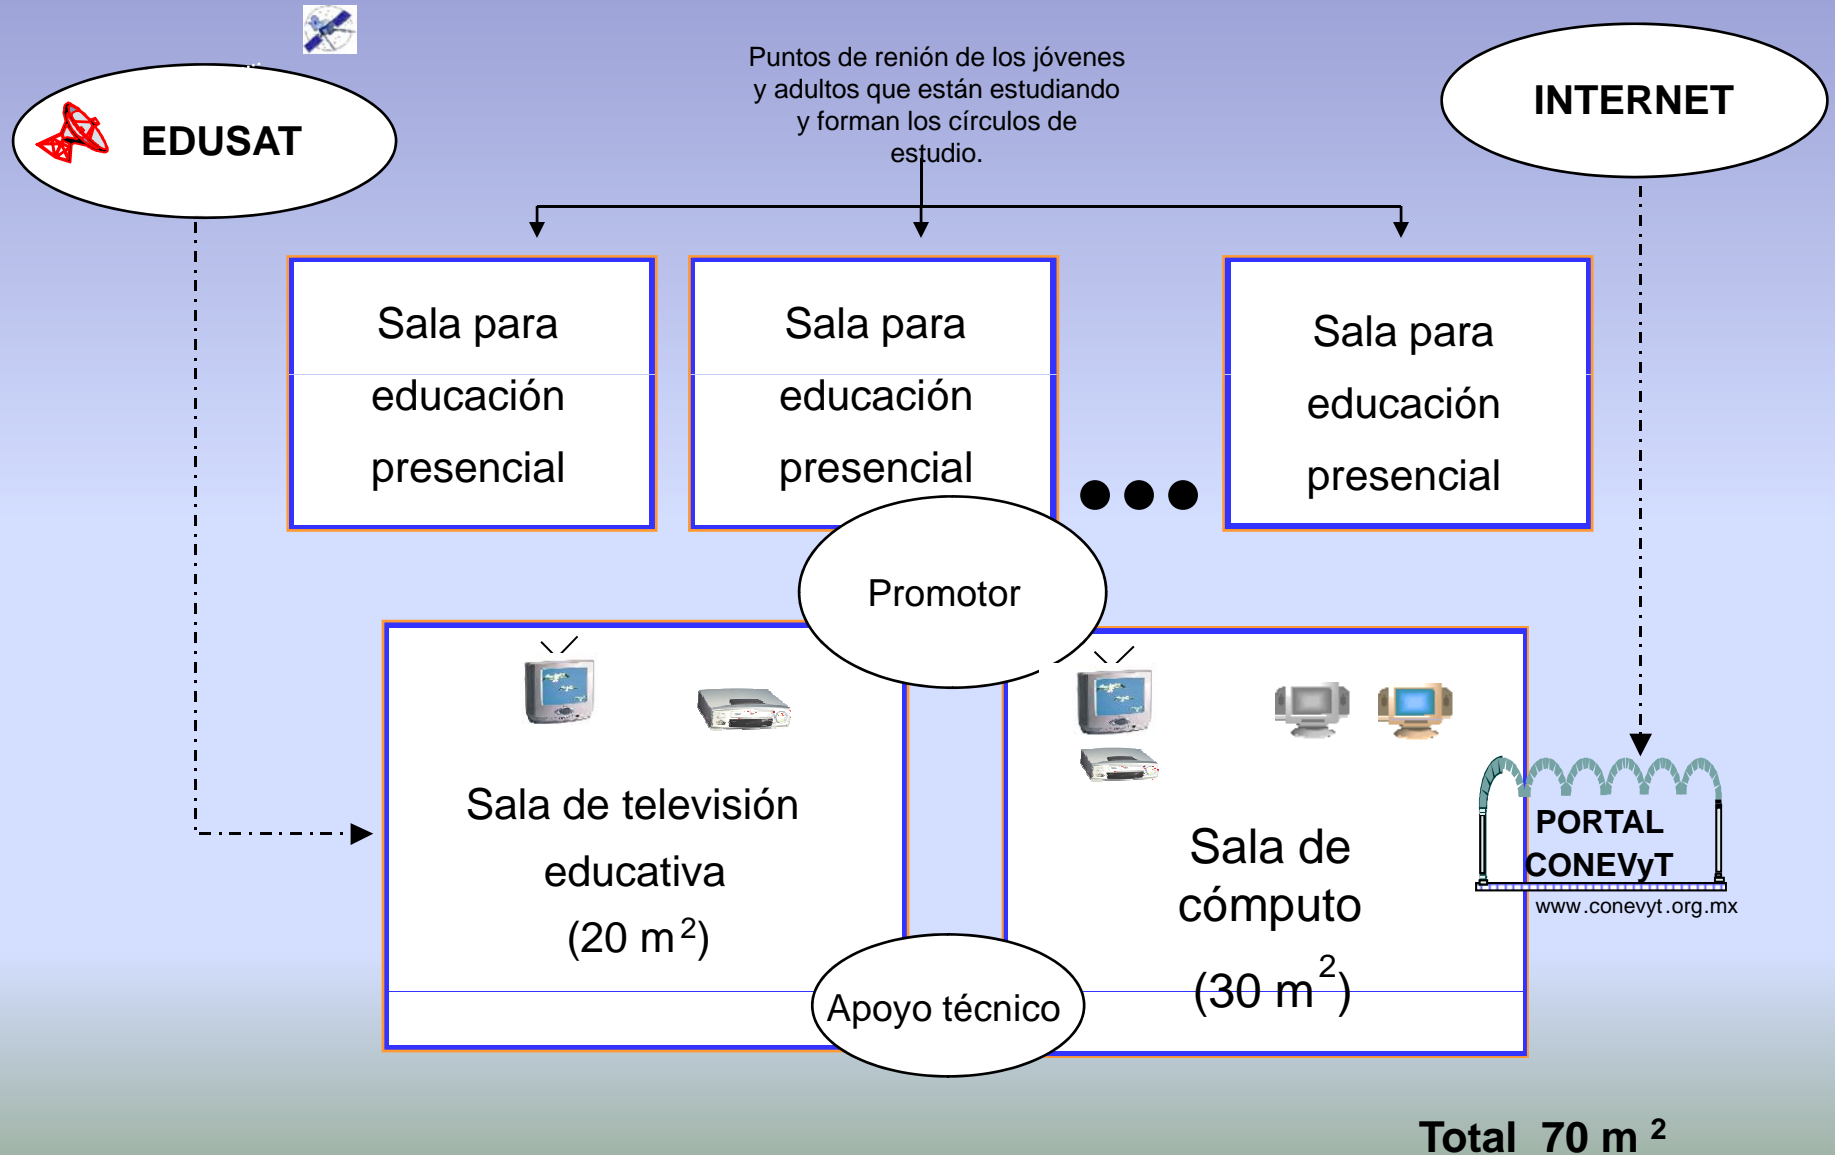 Puntos de renión de los jóvenes
y adultos que están estudiando
y forman los círculos de
estudio.
EDUSAT
INTERNET
Sala para
educación
presencial
Sala para
educación
presencial
Sala para
educación
presencial
Promotor
Sala de televisión
educativa
(20 m²)
Sala de
cómputo
(30 m²)
PORTAL
CONEVyT
www.conevyt.org.mx
Apoyo técnico
Total 70 m ²